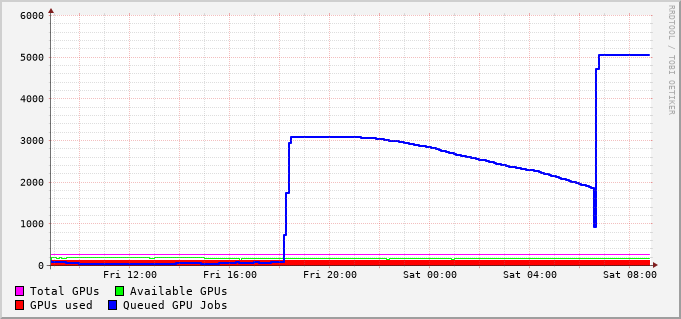 6000
5000
4000
3000
2000
1000
0
Fri 12:00 Fri 16:00 Fri 20:00 Sat 00:00 Sat 04:00 Sat 08:00
Total GPUs Available GPUs
GPUs used Queued GPU Jobs
RRDTOOL / TOBI OETIKER